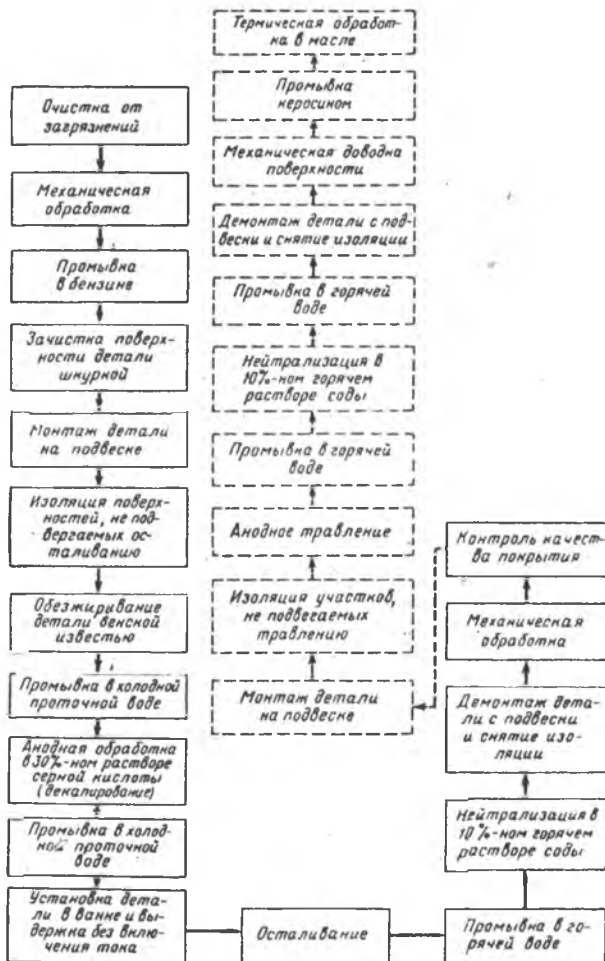 Очистка от
загрязнений
Механическая
обработка
Промывка
в бензине
Зачистка поверх-
ности детали
шкуркой
Монтаж детали
на подвеске
Изоляция поверх-
ностей, не под-
вергаемых ос-
таливанию
Обезжиривание
детали венской
известью
Промывка в холодной
проточной воде
Анодная обработка
в 30%-ном растворе
серной кислоты
(декапирование)
Промывка в холод-
ной проточной
воде
Установка дета-
ли в ванне и вы-
держка без вклю-
чения тока
Осталивание
Промывка в го-
рячей воде
Нейтрализация в
10%-ном горячем
растворе соды
Демонтаж дета-
ли с подвески
и снятие изо-
ляции
Механическая
обработка
Контроль качест-
ва покрытия
Монтаж детали
на подвеске
Изоляция участков,
не подвегаемых
травлению
Анодное травление
Промывка в горячей
воде
Нейтрализация в
10%-ном горячем
растворе соды
Промывка в горячей
воде
Демонтаж детали с под-
вески и снятие изоляции
Механическая доводна
поверхности
Промывка
керосином
Термическая обработ-
ка в масле